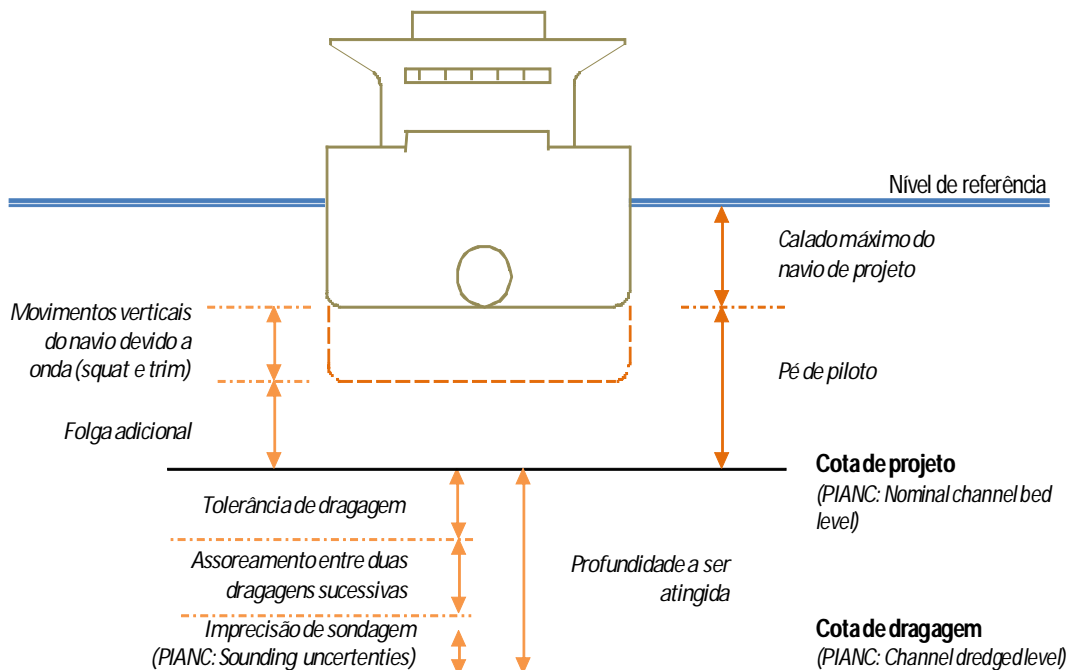 Nível de referência
Calado máximo do
navio de projeto
Movimentos verticais
do navio devido a
onda (squat e trim)
Pé de piloto
Folga adicional
Cota de projeto
(PIANC: Nominal channel bed
level)
Tolerância de dragagem
Assoreamento entre duas
dragagens sucessivas
Profundidade a ser
atingida
Imprecisão de sondagem
(PIANC: Sounding uncertenties)
Cota de dragagem
(PIANC: Channel dredged level)